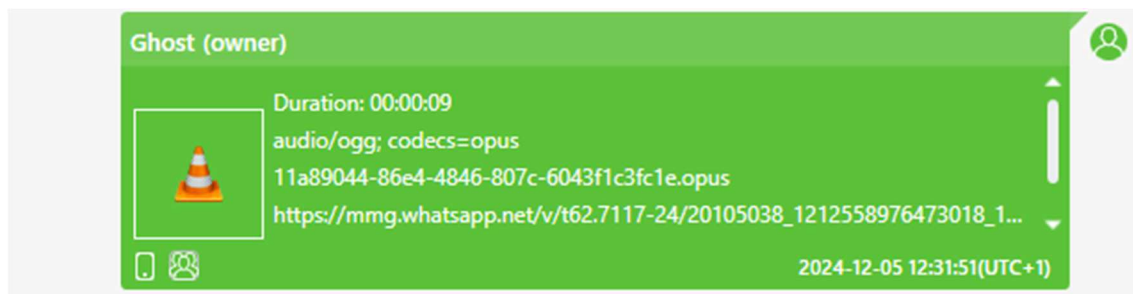 Ghost (owner)
Duration: 00:00:09
audio/ogg; codecs=opus
11a89044-86e4-4846-807c-6043f1c3fc1e.opus
https://mmg.whatsapp.net/v/t62.7117-24/20105038_1212558976473018_1...
2024-12-05 12:31:51(UTC+1)